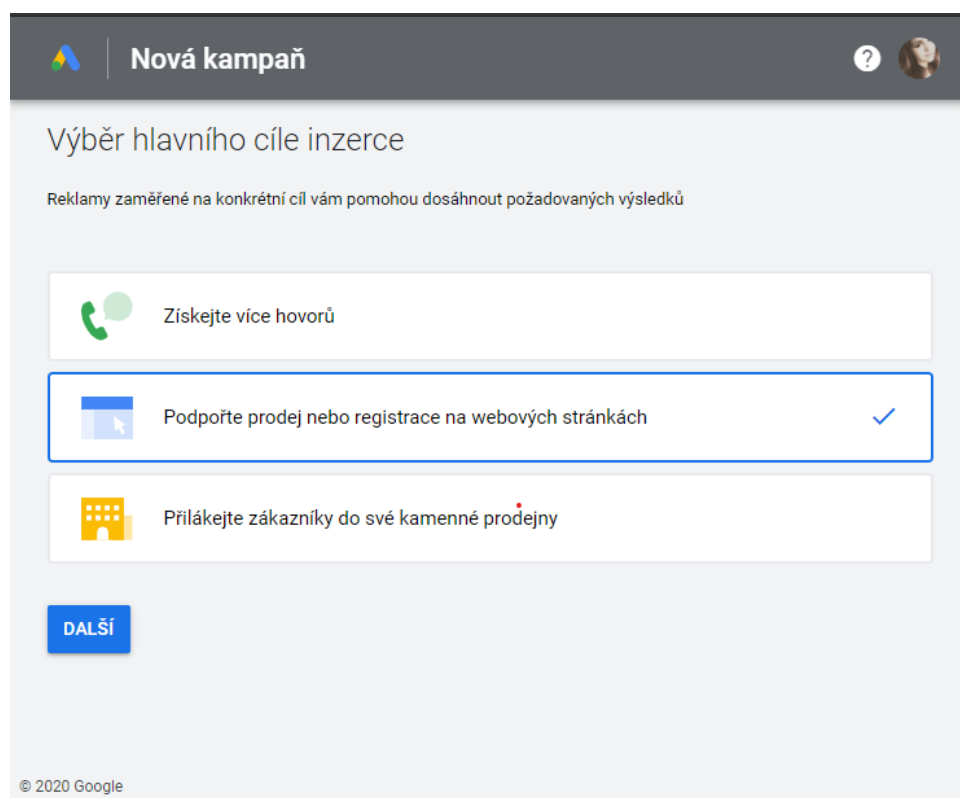 Nová kampaň
?
Výběr hlavního cíle inzerce
Reklamy zaměřené na konkrétní cíl vám pomohou dosáhnout požadovaných výsledků
Získejte více hovorů
Podpořte prodej nebo registrace na webových stránkách
Přilákejte zákazníky do své kamenné prodejny
DALŠÍ
© 2020 Google